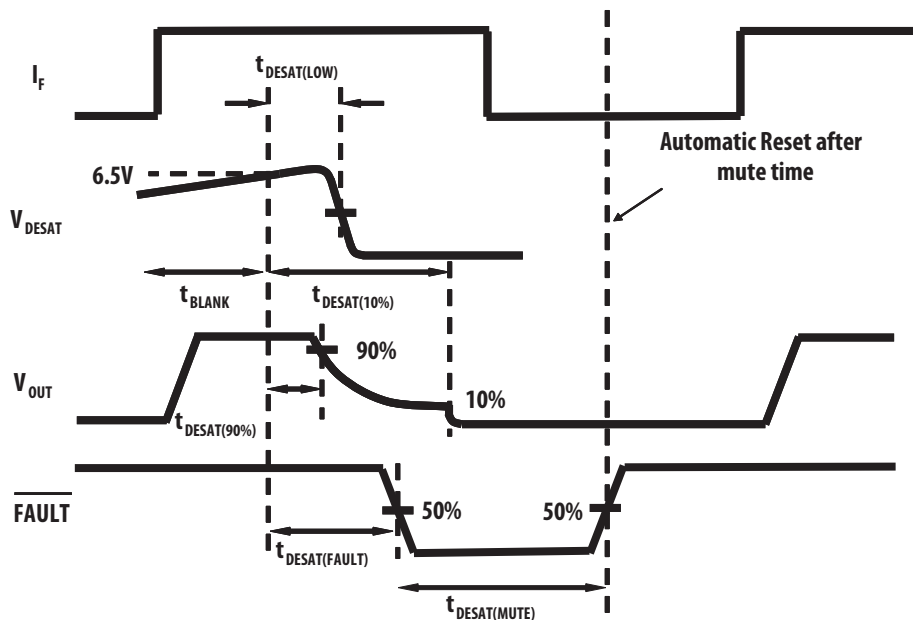 I_F
t_DESAT(LOW)
Automatic Reset after
mute time
6.5V
V_DESAT
t_BLANK
t_DESAT(10%)
90%
V_OUT
10%
t_DESAT(90%)
FAULT
50%
50%
t_DESAT(FAULT)
t_DESAT(MUTE)